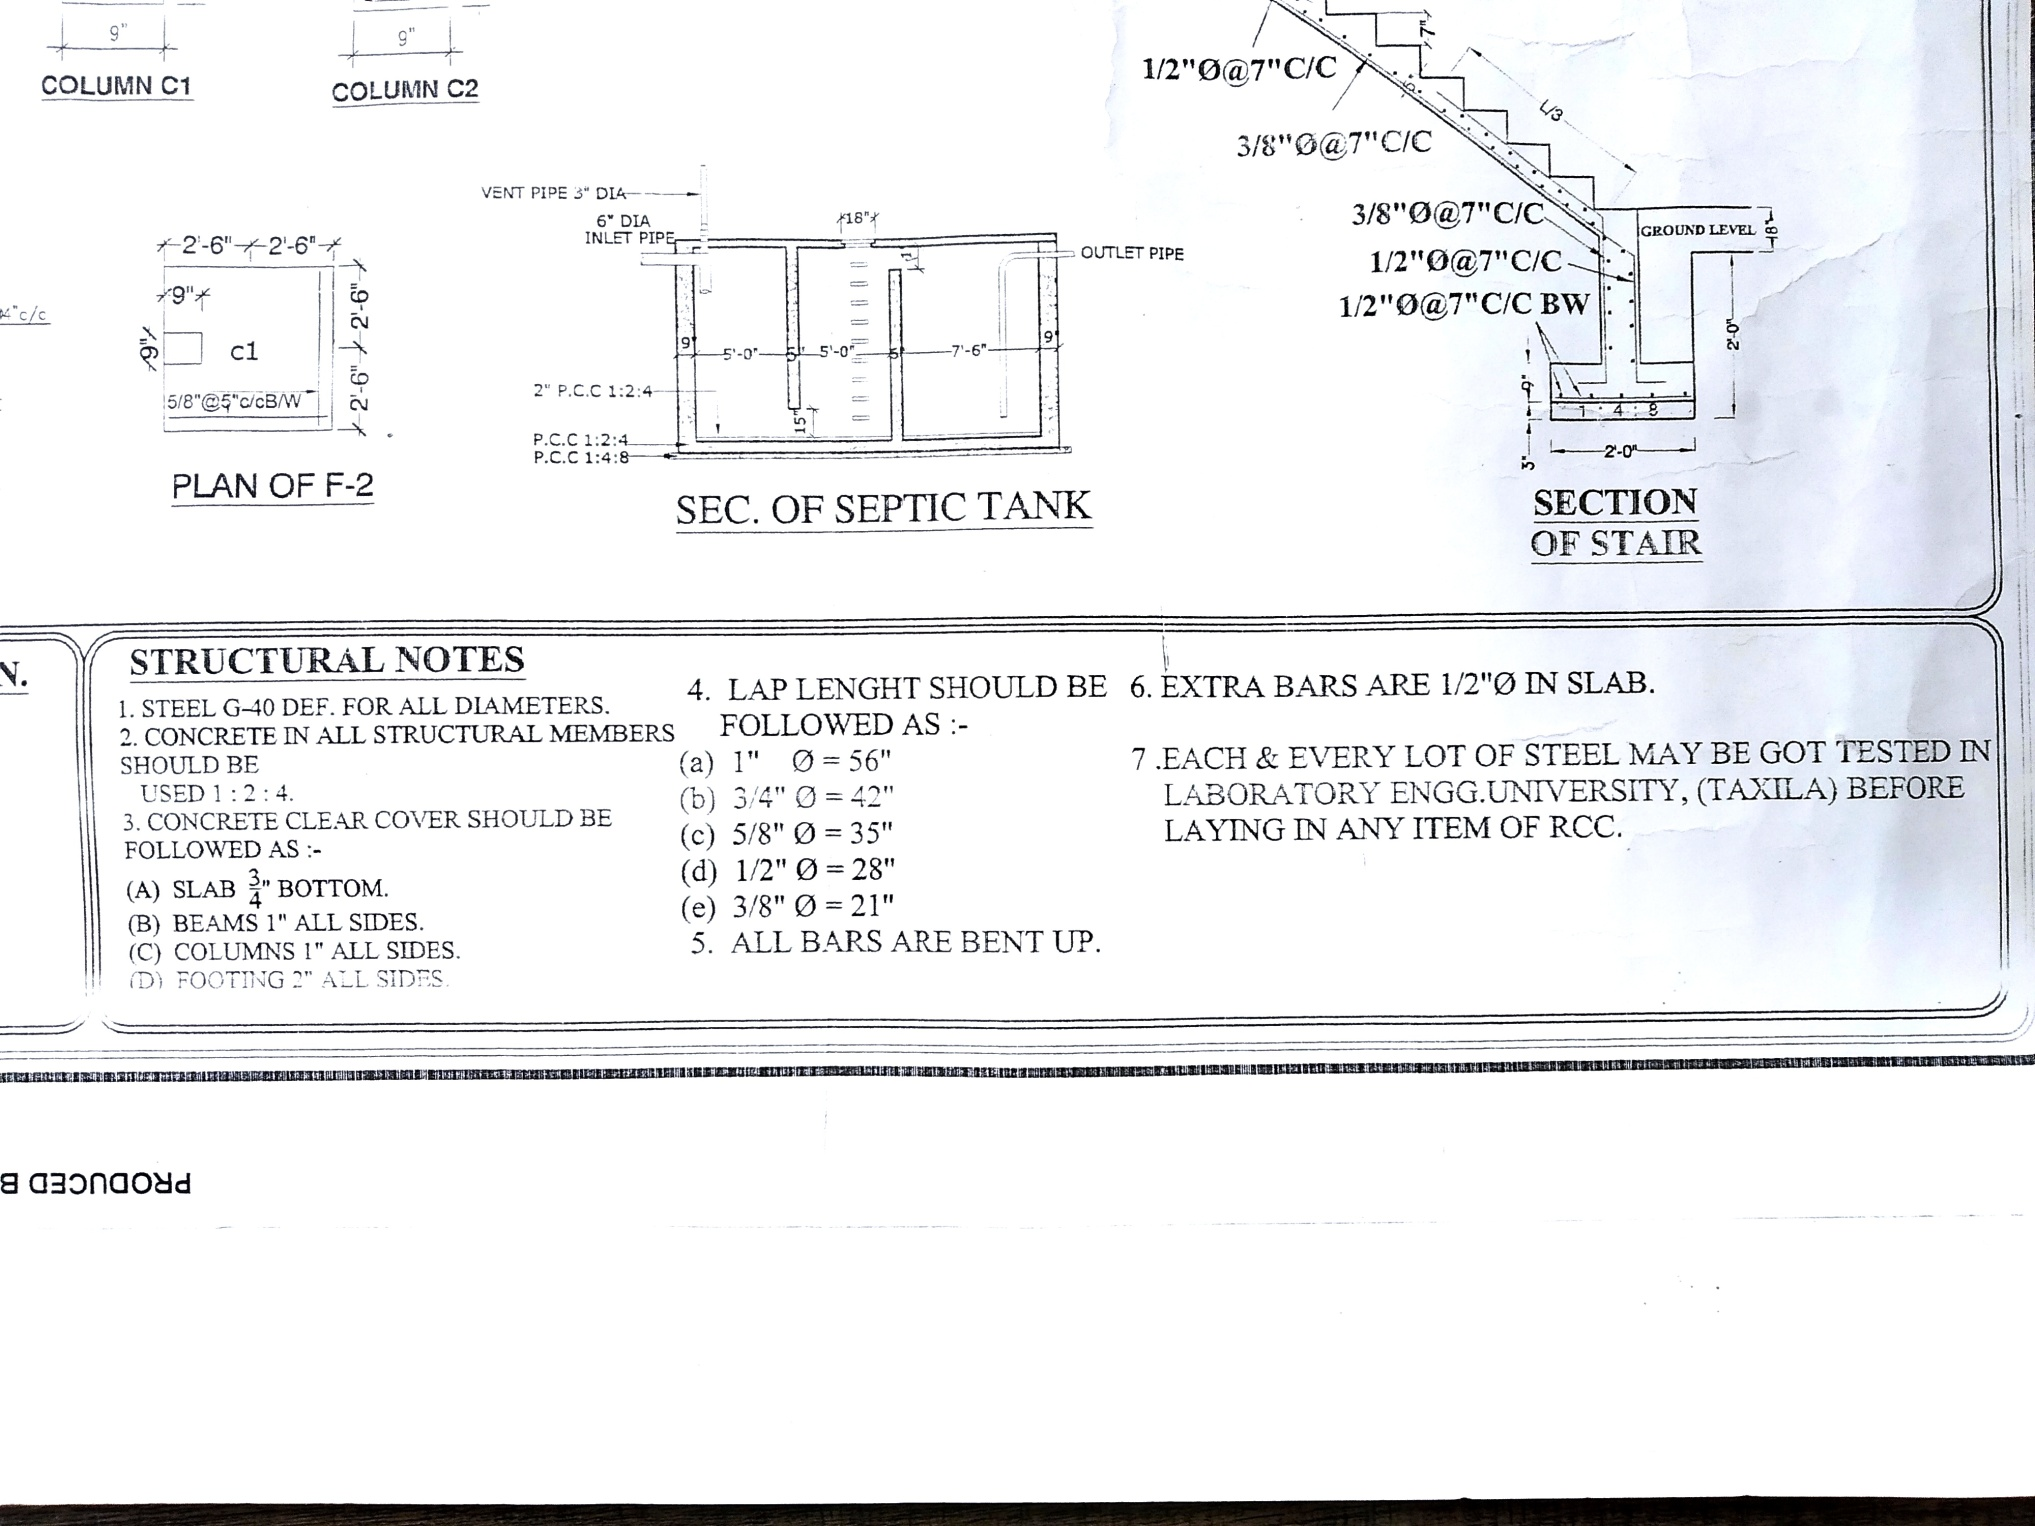 9"
COLUMN C1
9"
COLUMN C2
4"c/c
2'-6" 2'-6"
9"
9"
c1
2'-6"
2'-6"
5/8"@5"c/cB/W
PLAN OF F-2
VENT PIPE 3" DIA
6" DIA
INLET PIPE
18"
OUTLET PIPE
9" 5'-0" 5'-0" 7'-6" 9"
2" P.C.C 1:2:4
15"
P.C.C 1:2:4
P.C.C 1:4:8
SEC. OF SEPTIC TANK
7"
1/2"Ø@7"C/C
L/3
3/8"Ø@7"C/C
3/8"Ø@7"C/C
GROUND LEVEL
1/2"Ø@7"C/C
1/2"Ø@7"C/C BW
2'-0"
9"
1 : 4 : 8
3"
2'-0"
SECTION
OF STAIR
N.
STRUCTURAL NOTES
1. STEEL G-40 DEF. FOR ALL DIAMETERS.
2. CONCRETE IN ALL STRUCTURAL MEMBERS
SHOULD BE
USED 1 : 2 : 4.
3. CONCRETE CLEAR COVER SHOULD BE
FOLLOWED AS :-
(A) SLAB 3/4" BOTTOM.
(B) BEAMS 1" ALL SIDES.
(C) COLUMNS 1" ALL SIDES.
(D) FOOTING 2" ALL SIDES.
4. LAP LENGHT SHOULD BE
FOLLOWED AS :-
(a) 1" Ø = 56"
(b) 3/4" Ø = 42"
(c) 5/8" Ø = 35"
(d) 1/2" Ø = 28"
(e) 3/8" Ø = 21"
5. ALL BARS ARE BENT UP.
6. EXTRA BARS ARE 1/2"Ø IN SLAB.
7 .EACH & EVERY LOT OF STEEL MAY BE GOT TESTED IN
LABORATORY ENGG.UNIVERSITY, (TAXILA) BEFORE
LAYING IN ANY ITEM OF RCC.
PRODUCED B